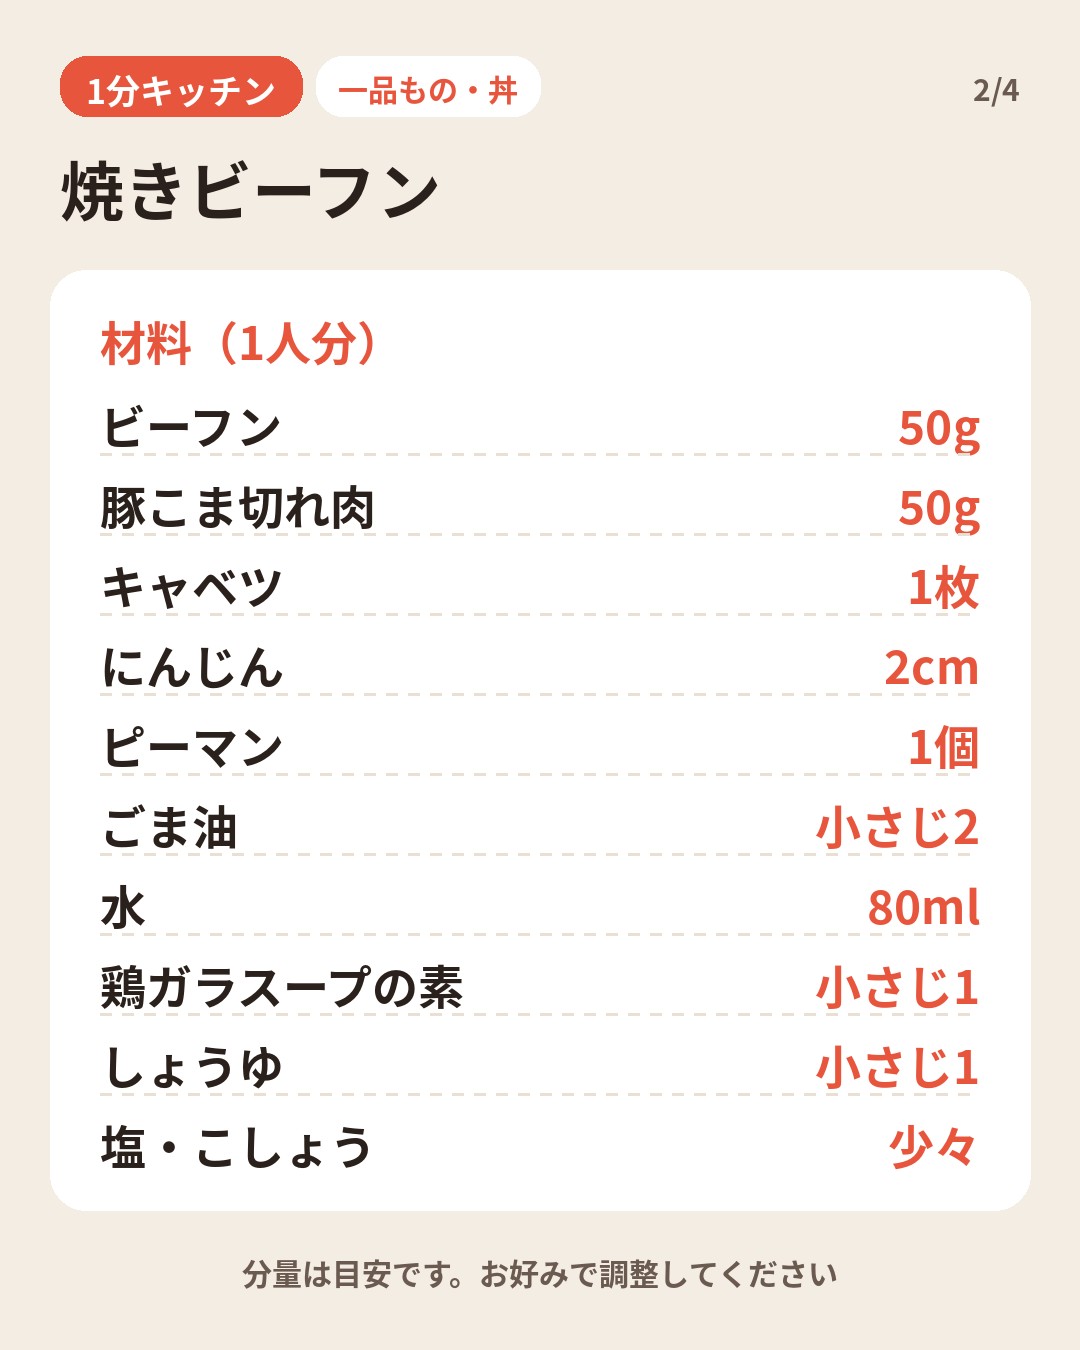 1分キッチン
一品もの・丼
2/4
焼きビーフン
材料（1人分）
ビーフン 50g
豚こま切れ肉 50g
キャベツ 1枚
にんじん 2cm
ピーマン 1個
ごま油 小さじ2
水 80ml
鶏ガラスープの素 小さじ1
しょうゆ 小さじ1
塩・こしょう 少々
分量は目安です。お好みで調整してください